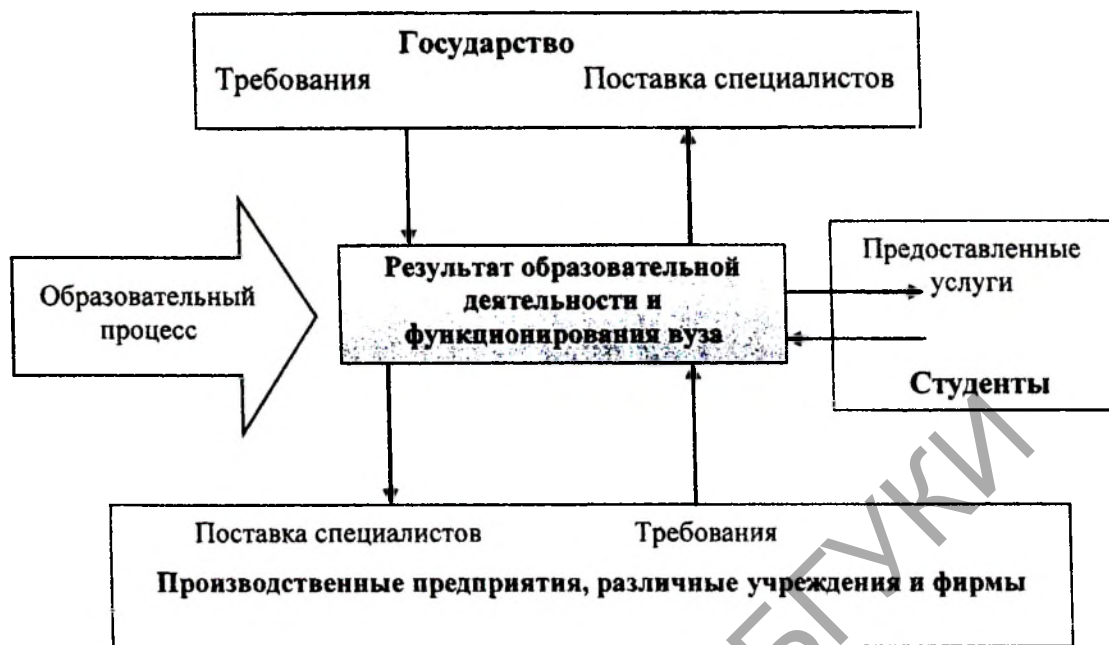 Государство
Требования Поставка специалистов
Образовательный
процесс
Результат образовательной
деятельности и
функционирования вуза
Предоставленные
услуги
Студенты
Поставка специалистов Требования
Производственные предприятия, различные учреждения и фирмы
БГУКИ